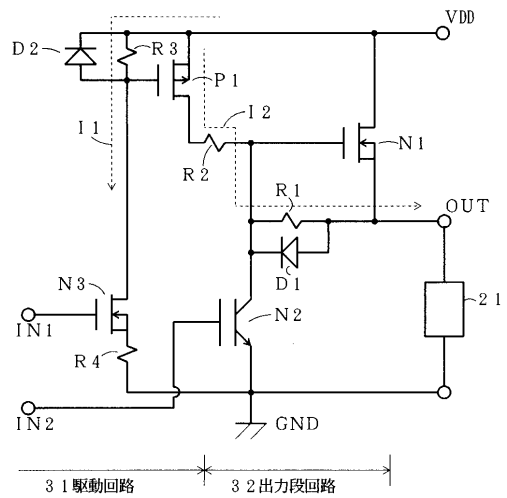 VDD
D2
R3
P1
I1
I2
R2
N1
R1
OUT
D1
N3
N2
21
IN1
R4
IN2
GND
31駆動回路
32出力段回路